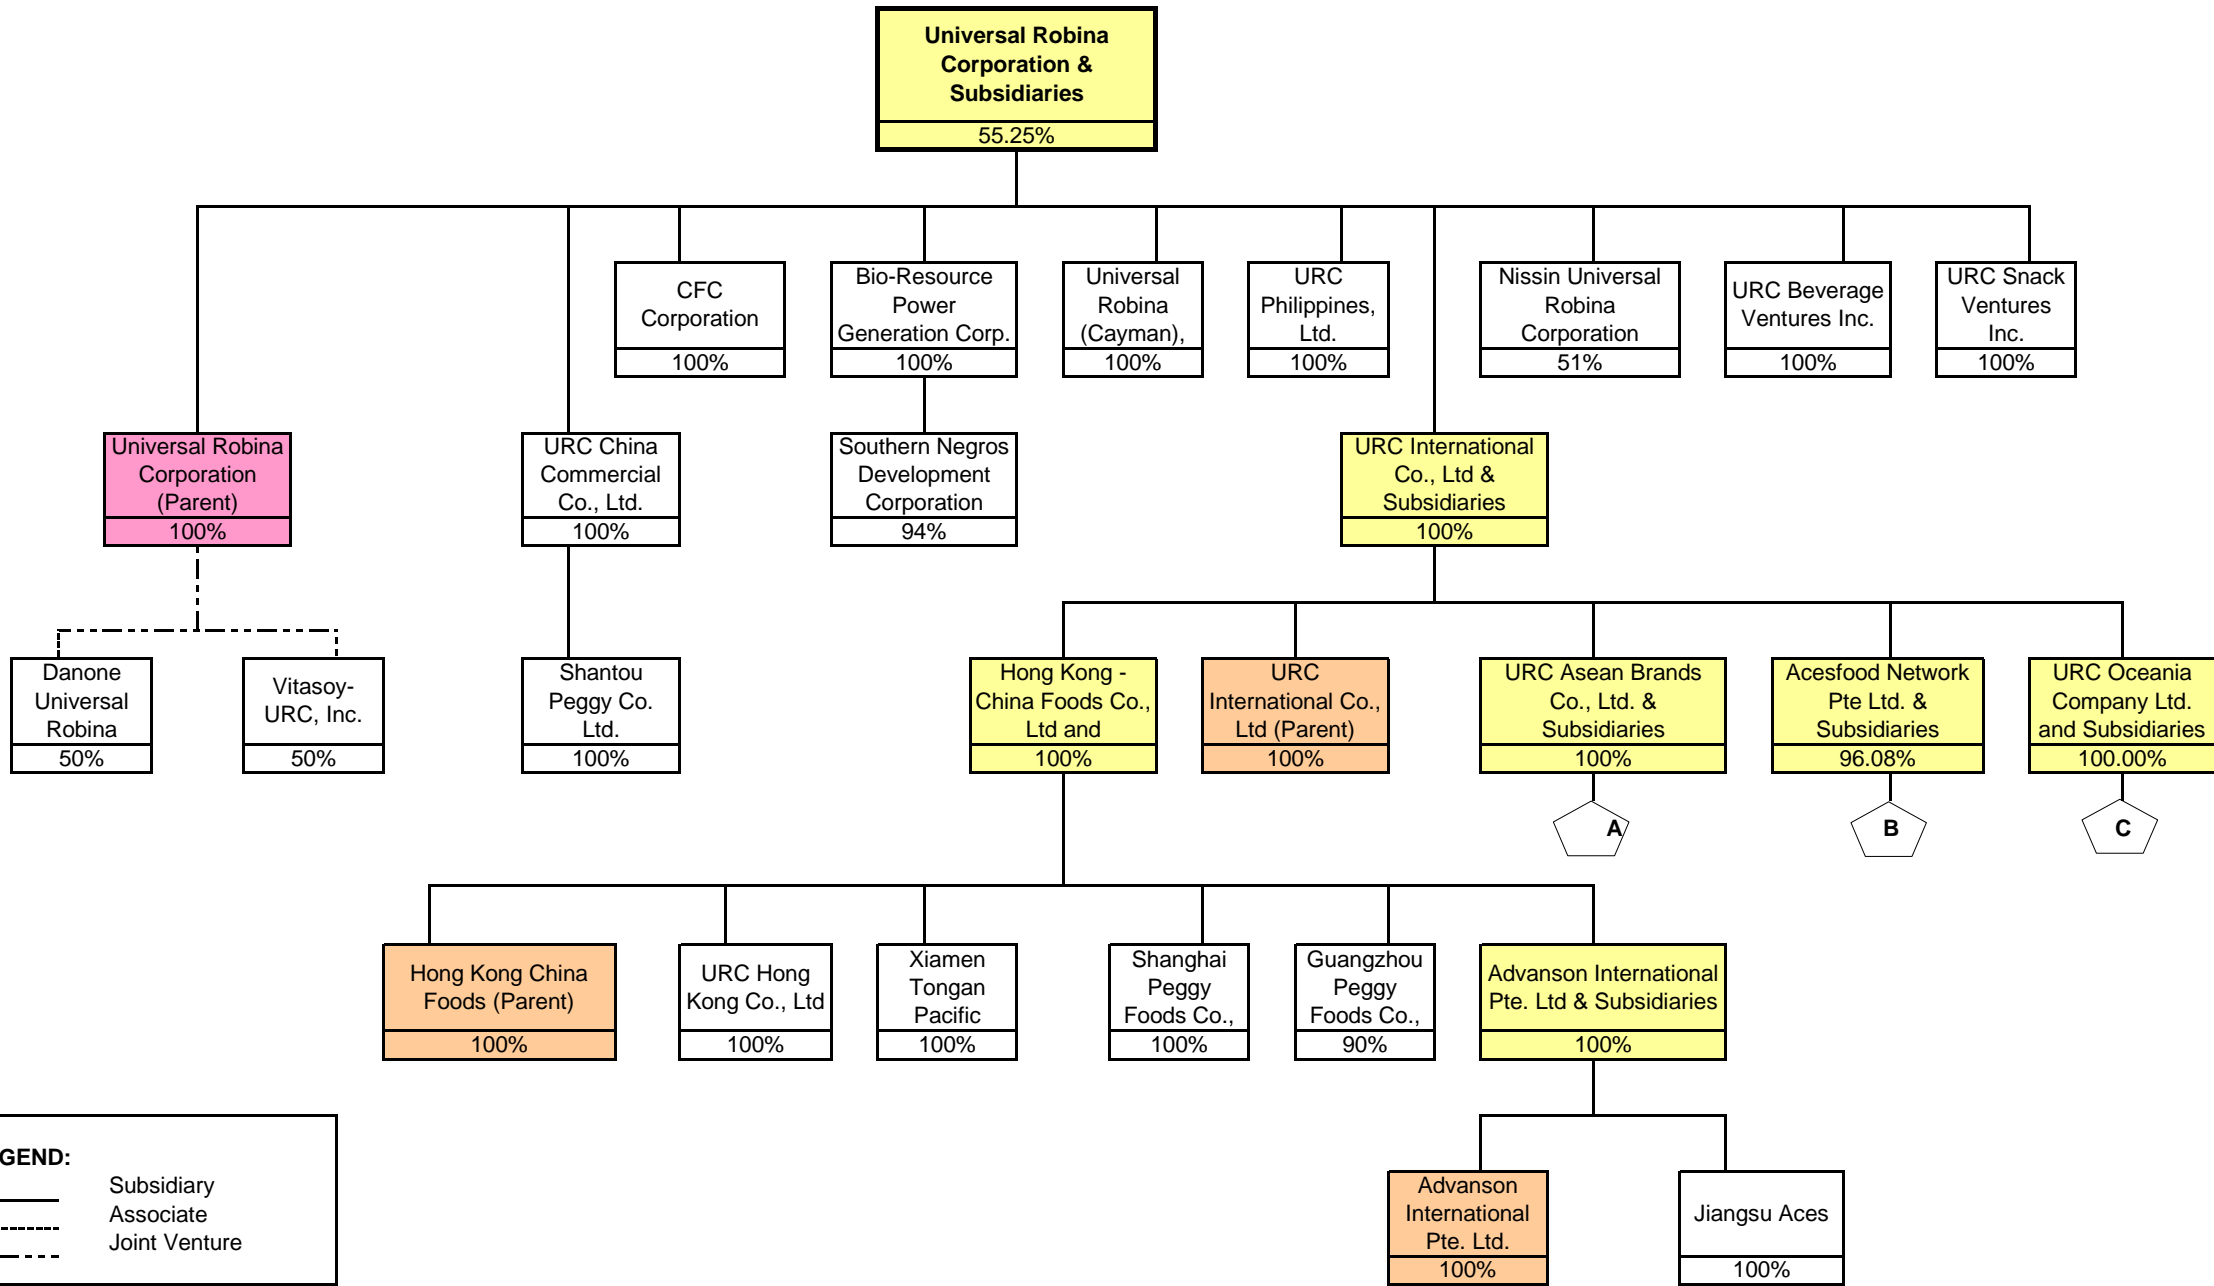 Universal Robina
Corporation &
Subsidiaries
55.25%
CFC
Corporation
100%
Bio-Resource
Power
Generation Corp.
100%
Universal
Robina
(Cayman),
100%
URC
Philippines,
Ltd.
100%
Nissin Universal
Robina
Corporation
51%
URC Beverage
Ventures Inc.
100%
URC Snack
Ventures
Inc.
100%
Universal Robina
Corporation
(Parent)
100%
URC China
Commercial
Co., Ltd.
100%
Southern Negros
Development
Corporation
94%
URC International
Co., Ltd &
Subsidiaries
100%
Danone
Universal
Robina
50%
Vitasoy-
URC, Inc.
50%
Shantou
Peggy Co.
Ltd.
100%
Hong Kong -
China Foods Co.,
Ltd and
100%
URC
International Co.,
Ltd (Parent)
100%
URC Asean Brands
Co., Ltd. &
Subsidiaries
100%
Acesfood Network
Pte Ltd. &
Subsidiaries
96.08%
URC Oceania
Company Ltd.
and Subsidiaries
100.00%
A
B
C
Hong Kong China
Foods (Parent)
100%
URC Hong
Kong Co., Ltd
100%
Xiamen
Tongan
Pacific
100%
Shanghai
Peggy
Foods Co.,
100%
Guangzhou
Peggy
Foods Co.,
90%
Advanson International
Pte. Ltd & Subsidiaries
100%
Advanson
International
Pte. Ltd.
100%
Jiangsu Aces
100%
GEND:
Subsidiary
Associate
Joint Venture